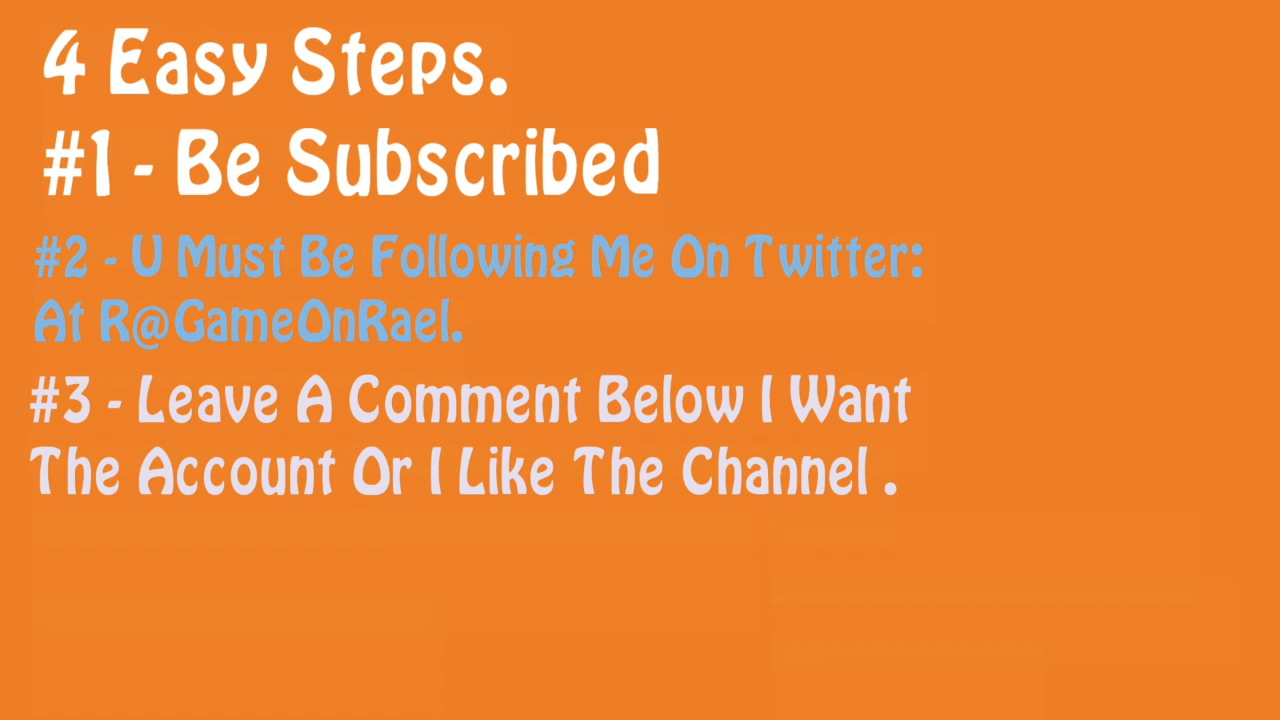 4 Easy Steps.
#1 - Be Subscribed
#2 - U Must Be Following Me On Twitter:
At R@GameOnRael.
#3 - Leave A Comment Below I Want
The Account Or I Like The Channel .